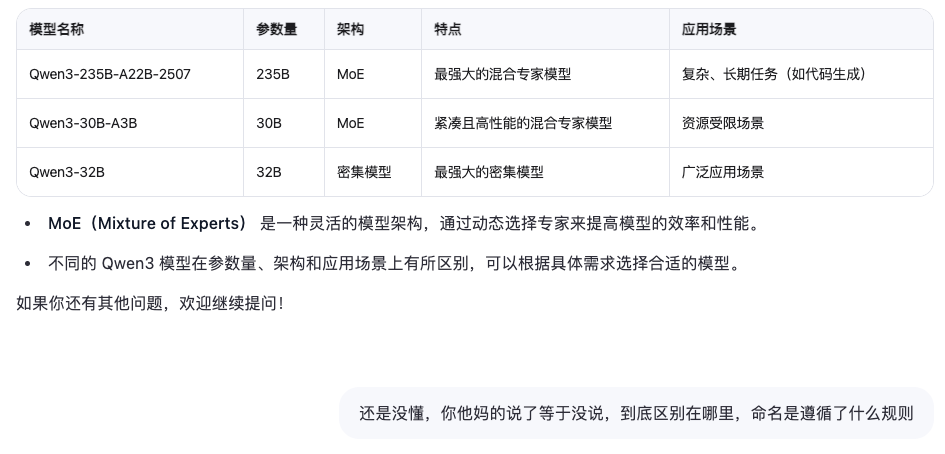 模型名称 参数量 架构 特点 应用场景
Qwen3-235B-A22B-2507 235B MoE 最强大的混合专家模型 复杂、长期任务（如代码生成）
Qwen3-30B-A3B 30B MoE 紧凑且高性能的混合专家模型 资源受限场景
Qwen3-32B 32B 密集模型 最强大的密集模型 广泛应用场景
• MoE（Mixture of Experts） 是一种灵活的模型架构，通过动态选择专家来提高模型的效率和性能。
• 不同的 Qwen3 模型在参数量、架构和应用场景上有所区别，可以根据具体需求选择合适的模型。
如果你还有其他问题，欢迎继续提问！
还是没懂，你他妈的说了等于没说，到底区别在哪里，命名是遵循了什么规则